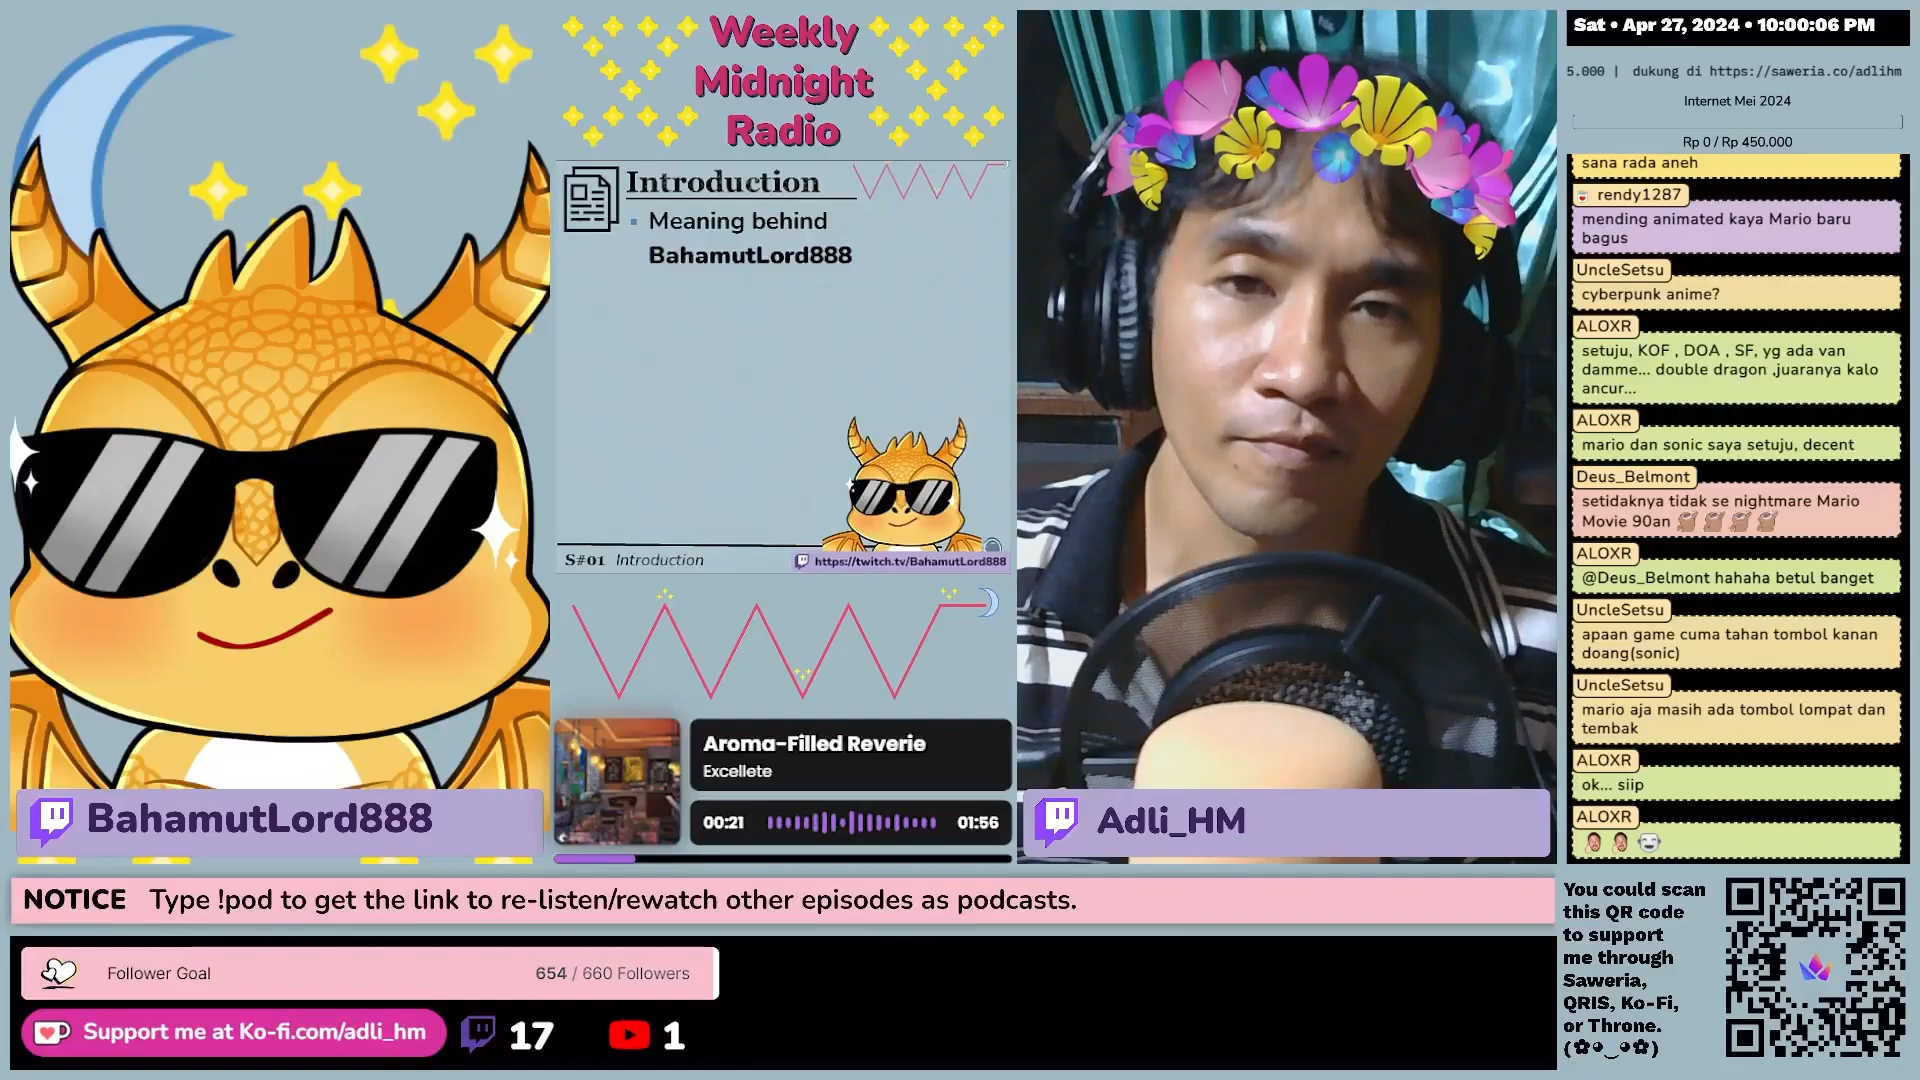 Weekly
Midnight
Radio
Introduction
Meaning behind
BahamutLord888
S#01 Introduction
https://twitch.tv/BahamutLord888
Aroma-Filled Reverie
Excellete
00:21
01:56
BahamutLord888
Adli_HM
Sat • Apr 27, 2024 • 10:00:06 PM
5.000 | dukung di https://saweria.co/adlihm
Internet Mei 2024
Rp 0 / Rp 450.000
sana rada aneh
rendy1287
mending animated kaya Mario baru
bagus
UncleSetsu
cyberpunk anime?
ALOXR
setuju, KOF , DOA , SF, yg ada van
damme... double dragon ,juaranya kalo
ancur...
ALOXR
mario dan sonic saya setuju, decent
Deus_Belmont
setidaknya tidak se nightmare Mario
Movie 90an
ALOXR
@Deus_Belmont hahaha betul banget
UncleSetsu
apaan game cuma tahan tombol kanan
doang(sonic)
UncleSetsu
mario aja masih ada tombol lompat dan
tembak
ALOXR
ok... siip
ALOXR
NOTICE Type !pod to get the link to re-listen/rewatch other episodes as podcasts.
Follower Goal
654 / 660 Followers
Support me at Ko-fi.com/adli_hm
17
1
You could scan
this QR code
to support
me through
Saweria,
QRIS, Ko-Fi,
or Throne.
(✿◕‿◕✿)